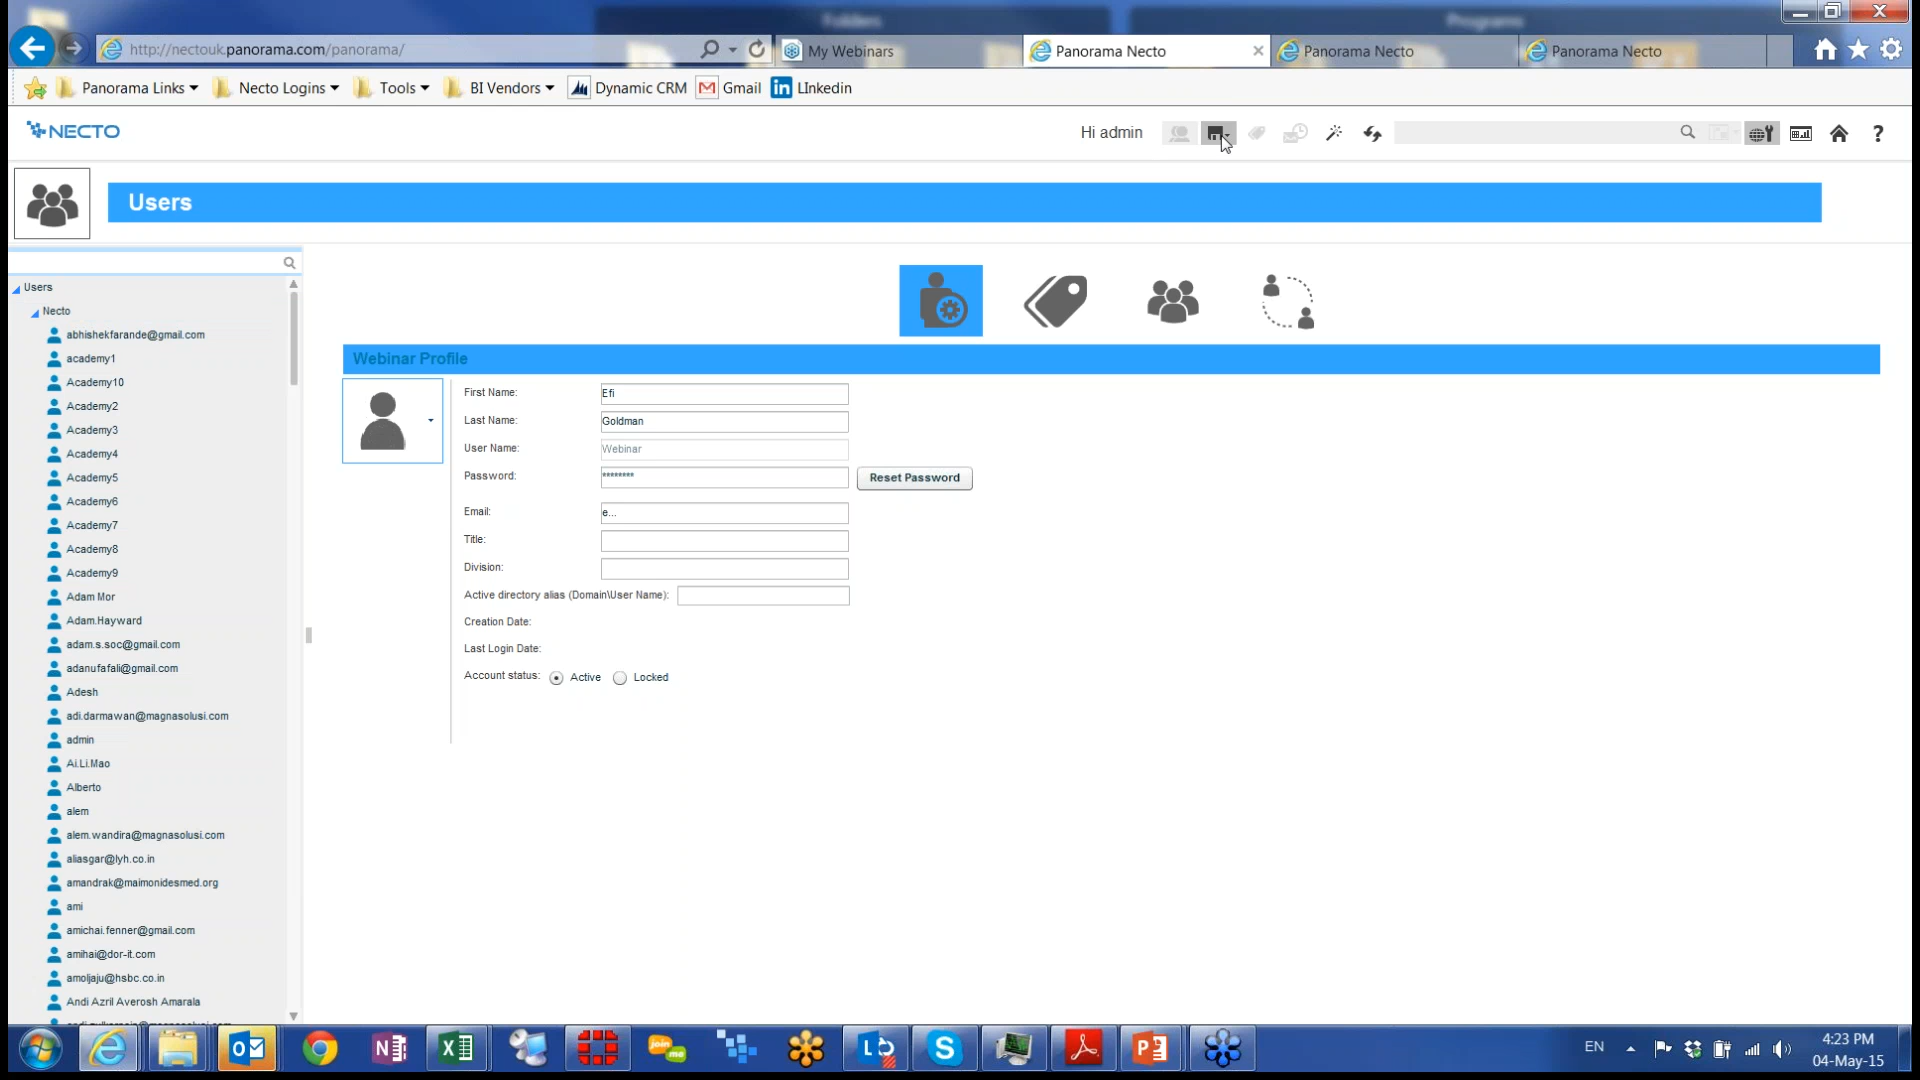 Folders Programs
http://nectouk.panorama.com/panorama/ My Webinars Panorama Necto Panorama Necto Panorama Necto
Panorama Links Necto Logins Tools BI Vendors Dynamic CRM Gmail LInkedin
NECTO Hi admin ?
Users
Users
Necto
abhishekfarande@gmail.com
academy1
Academy10
Academy2
Academy3
Academy4
Academy5
Academy6
Academy7
Academy8
Academy9
Adam Mor
Adam.Hayward
adam.s.soc@gmail.com
adanufafali@gmail.com
Adesh
adi.darmawan@magnasolusi.com
admin
Ai.Li.Mao
Alberto
alem
alem.wandira@magnasolusi.com
aliasgar@lyh.co.in
amandrak@maimonidesmed.org
ami
amichai.fenner@gmail.com
amihai@dor-it.com
amoljaju@hsbc.co.in
Andi Azril Averosh Amarala
Webinar Profile
First Name: Efi
Last Name: Goldman
User Name: Webinar
Password: ******** Reset Password
Email: e...
Title:
Division:
Active directory alias (Domain\User Name):
Creation Date:
Last Login Date:
Account status: Active Locked
EN 4:23 PM
04-May-15